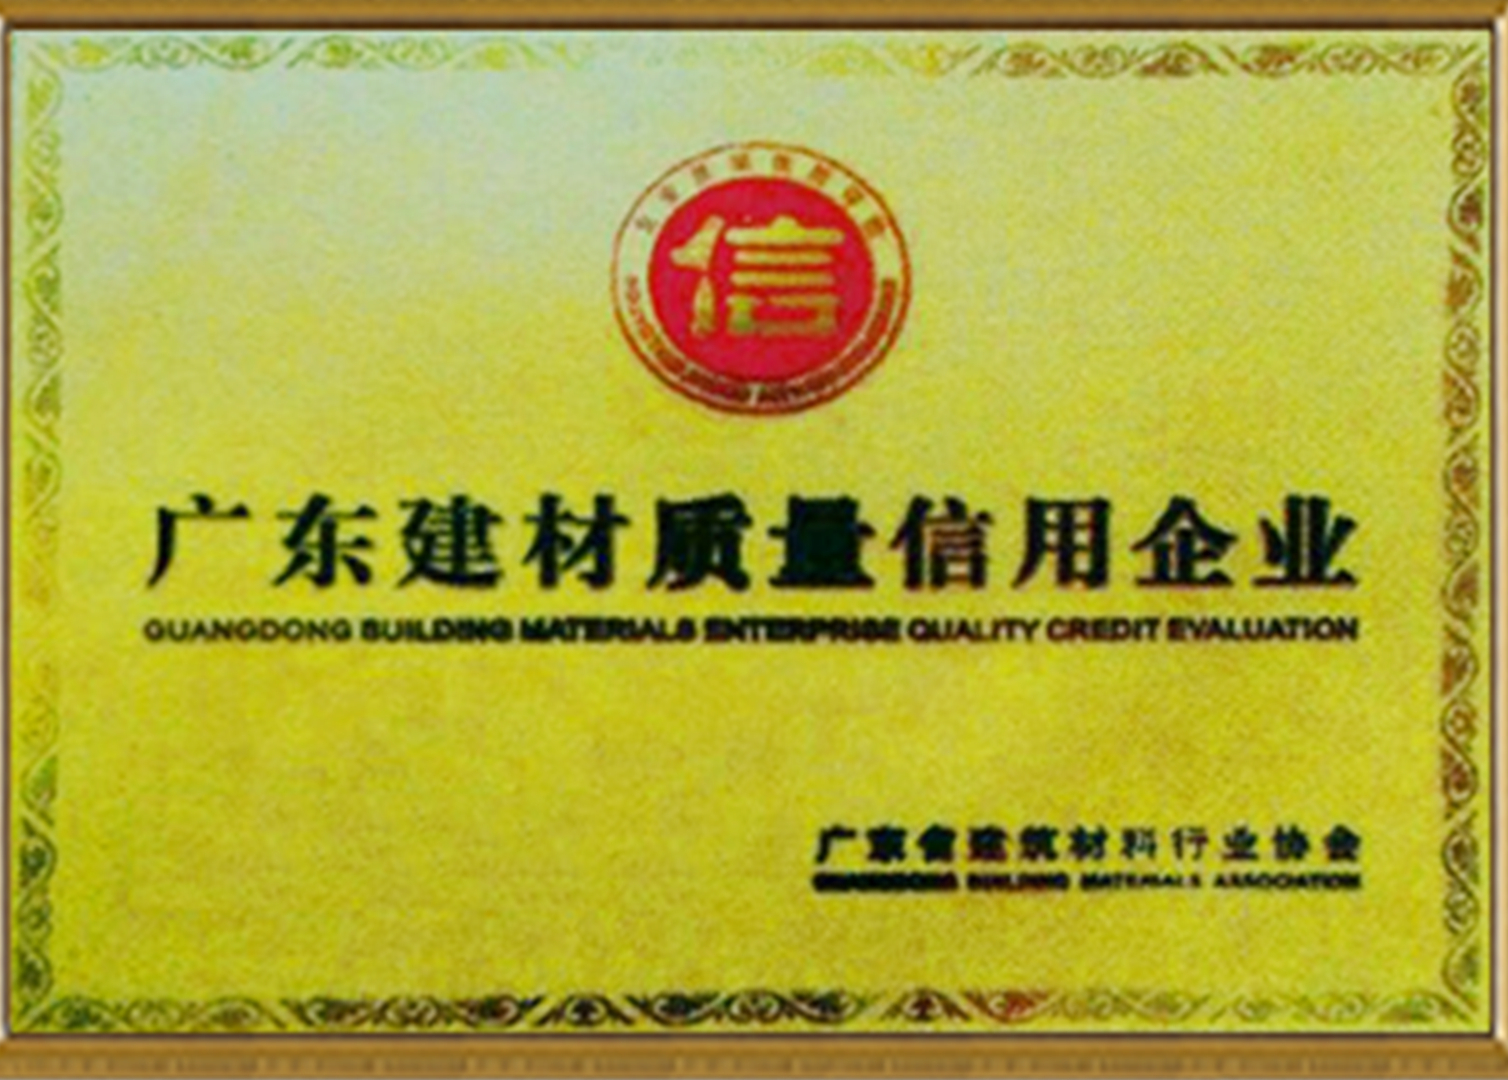 信
广东建材质量信用企业
GUANGDONG BUILDING MATERIALS ENTERPRISE QUALITY CREDIT EVALUATION
广东省建筑材料行业协会
GUANGDONG BUILDING MATERIALS ASSOCIATION